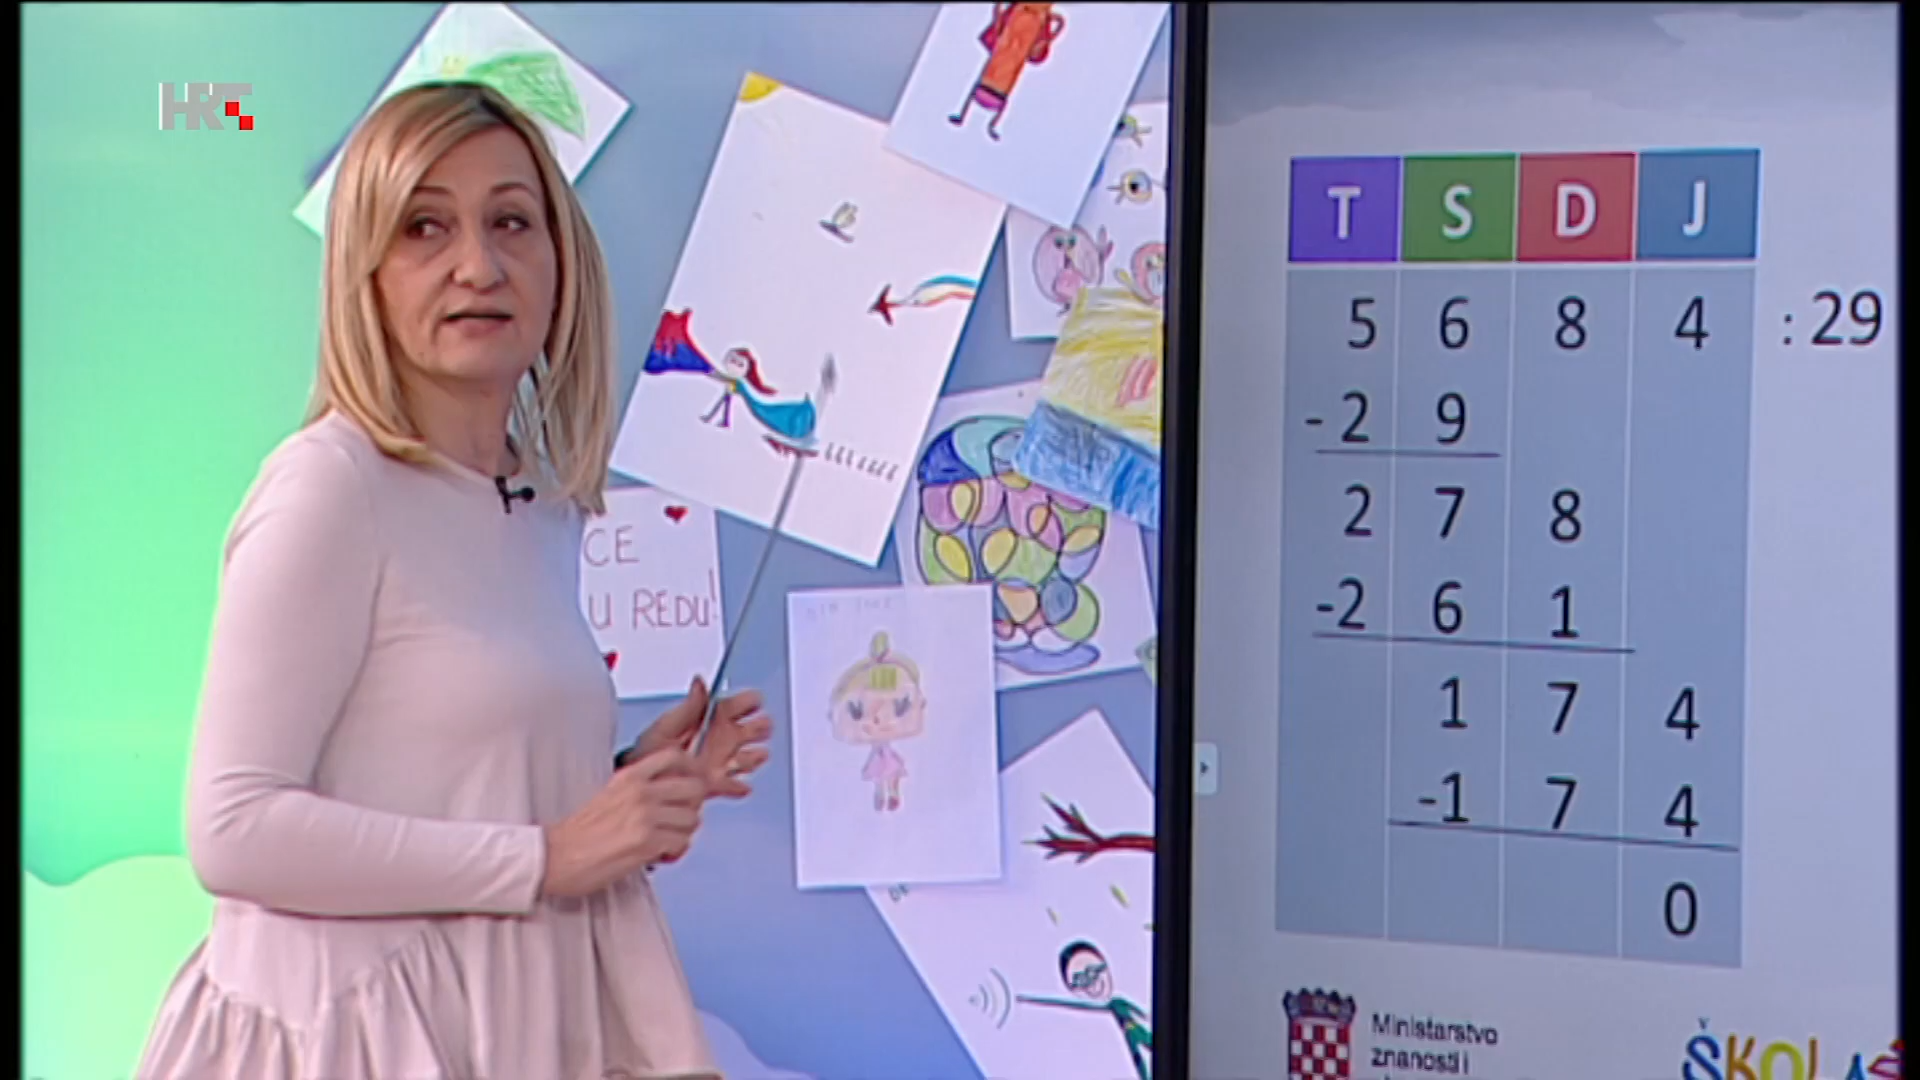 HRT
CE
U REDU!
T S D J
5 6 8 4 : 29
-2 9
2 7 8
-2 6 1
1 7 4
-1 7 4
0
Ministarstvo
znanosti i